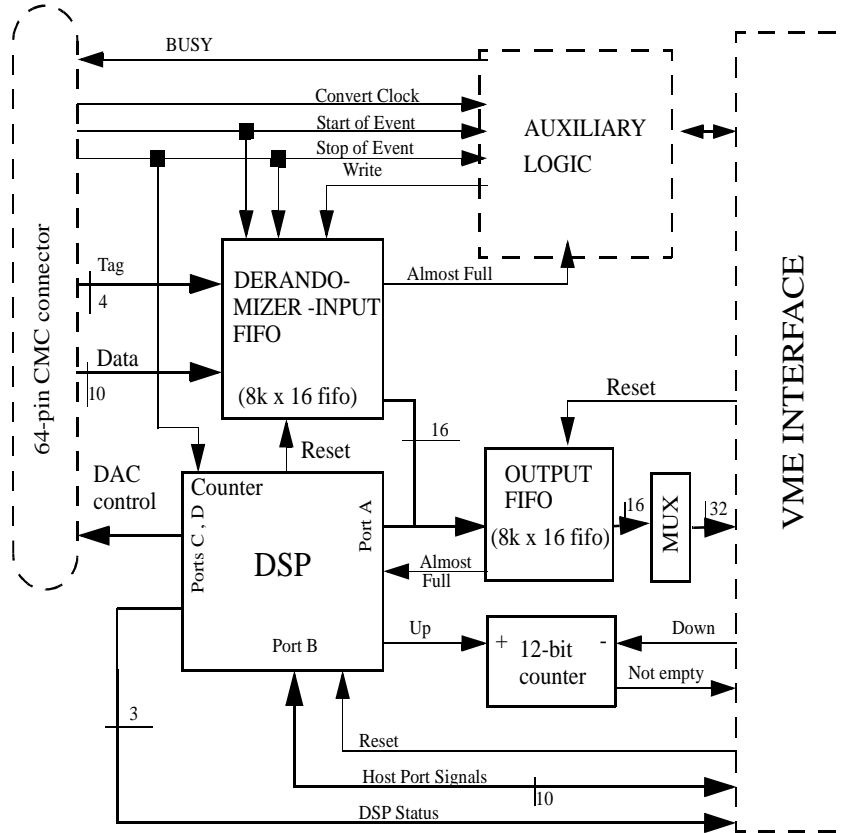 BUSY
Convert Clock
Start of Event
Stop of Event
Write
AUXILIARY
LOGIC
64-pin CMC connector
Tag
4
DERANDO-
MIZER -INPUT
FIFO
(8k x 16 fifo)
Almost Full
Data
10
VME INTERFACE
Reset
16
Reset
DAC
control
Counter
Ports C , D
Port A
DSP
Port B
OUTPUT
FIFO
(8k x 16 fifo)
16
MUX
32
Almost
Full
Up
+ 12-bit -
counter
Down
Not empty
3
Reset
Host Port Signals
10
DSP Status